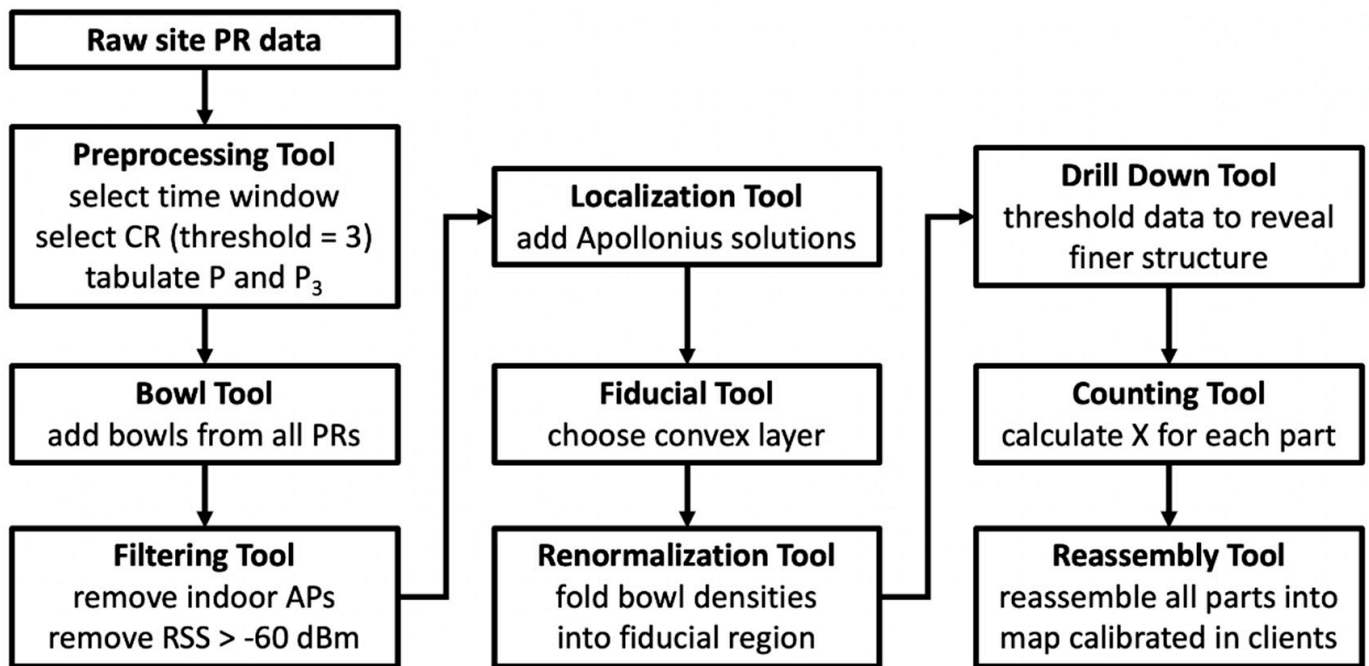 Raw site PR data
Preprocessing Tool
select time window
select CR (threshold = 3)
tabulate P and P₃
Bowl Tool
add bowls from all PRs
Filtering Tool
remove indoor APs
remove RSS > -60 dBm
Localization Tool
add Apollonius solutions
Fiducial Tool
choose convex layer
Renormalization Tool
fold bowl densities
into fiducial region
Drill Down Tool
threshold data to reveal
finer structure
Counting Tool
calculate X for each part
Reassembly Tool
reassemble all parts into
map calibrated in clients